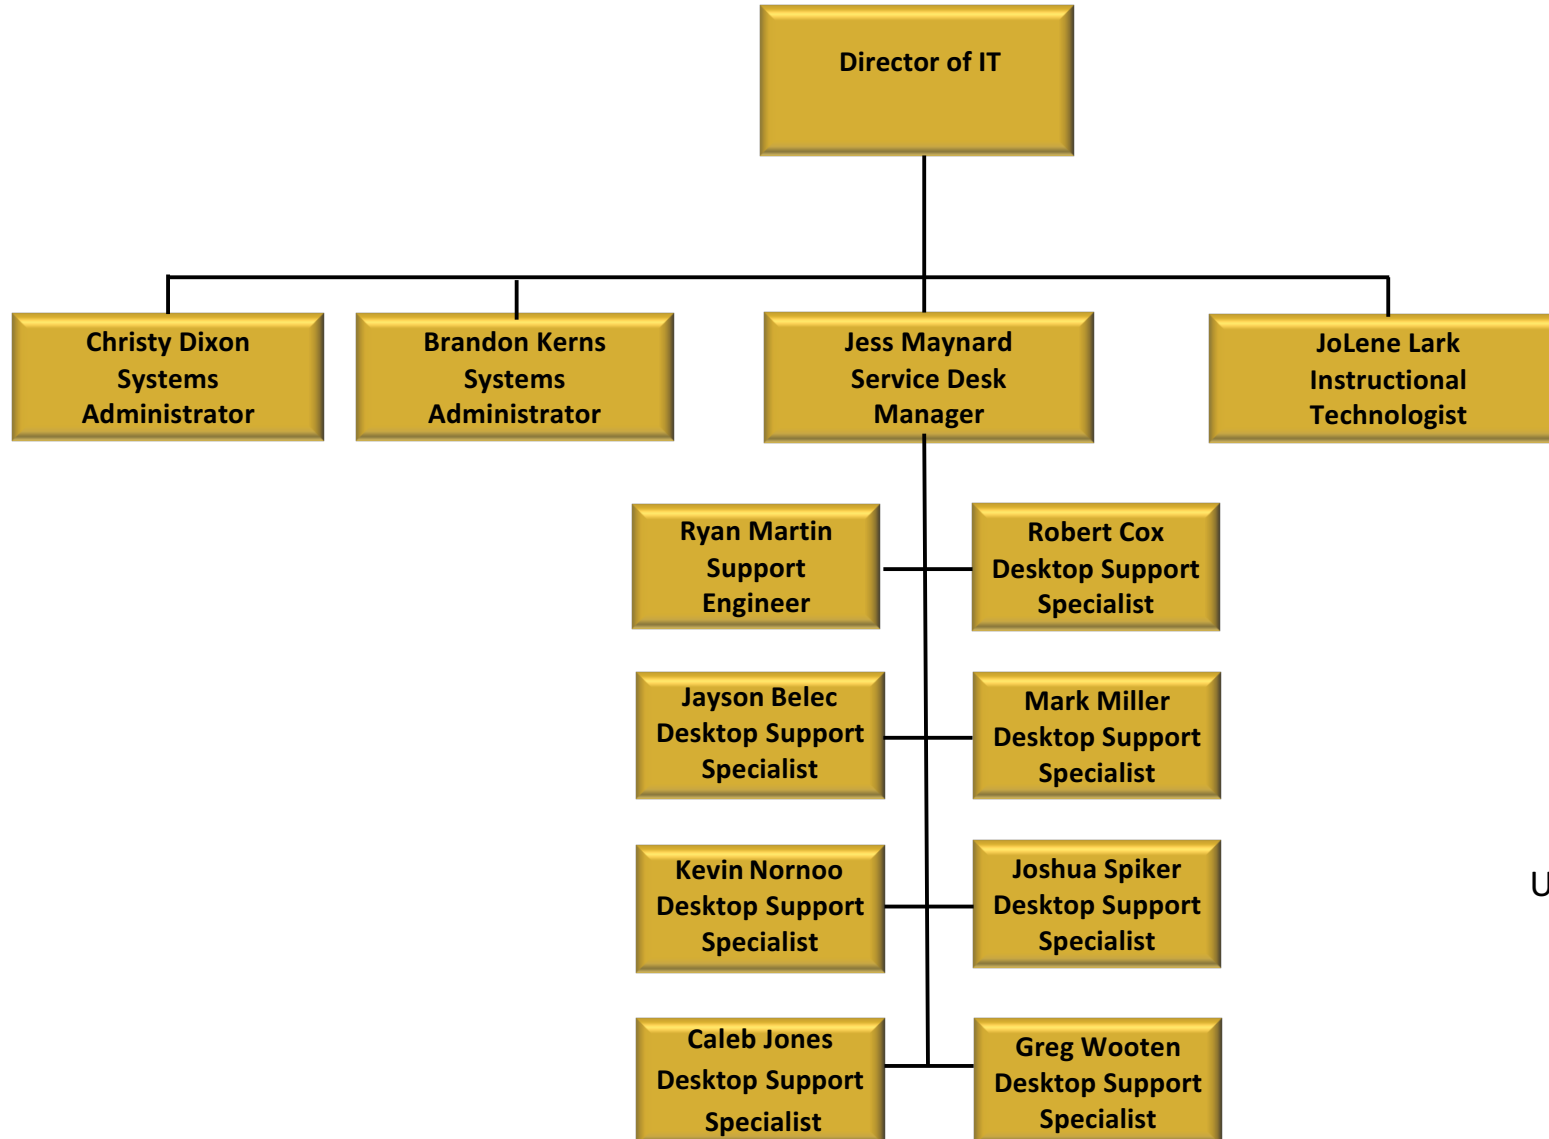 Director of IT
Christy Dixon
Systems
Administrator
Brandon Kerns
Systems
Administrator
Jess Maynard
Service Desk
Manager
JoLene Lark
Instructional
Technologist
Ryan Martin
Support
Engineer
Robert Cox
Desktop Support
Specialist
Jayson Belec
Desktop Support
Specialist
Mark Miller
Desktop Support
Specialist
Kevin Nornoo
Desktop Support
Specialist
Joshua Spiker
Desktop Support
Specialist
U
Caleb Jones
Desktop Support
Specialist
Greg Wooten
Desktop Support
Specialist